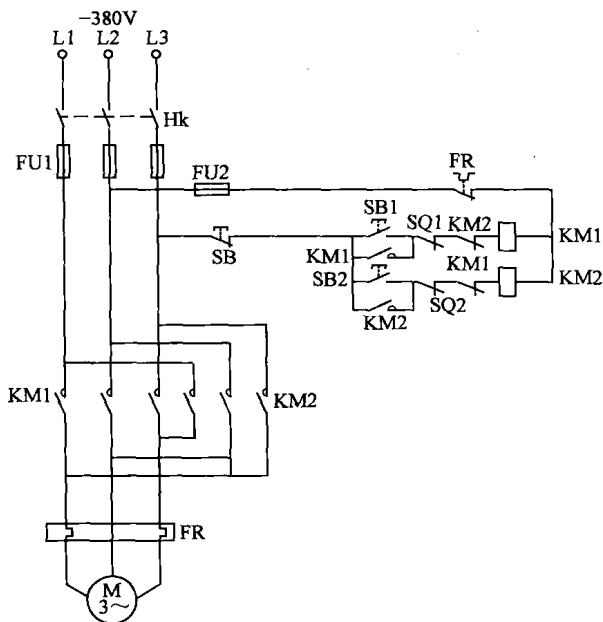 −380V
L1 L2 L3
Hk
FU1
FU2
FR
SB1
SQ1 KM2
SB
KM1
KM1
SB2
KM1
KM2
SQ2
KM2
KM1
KM2
FR
M
3～